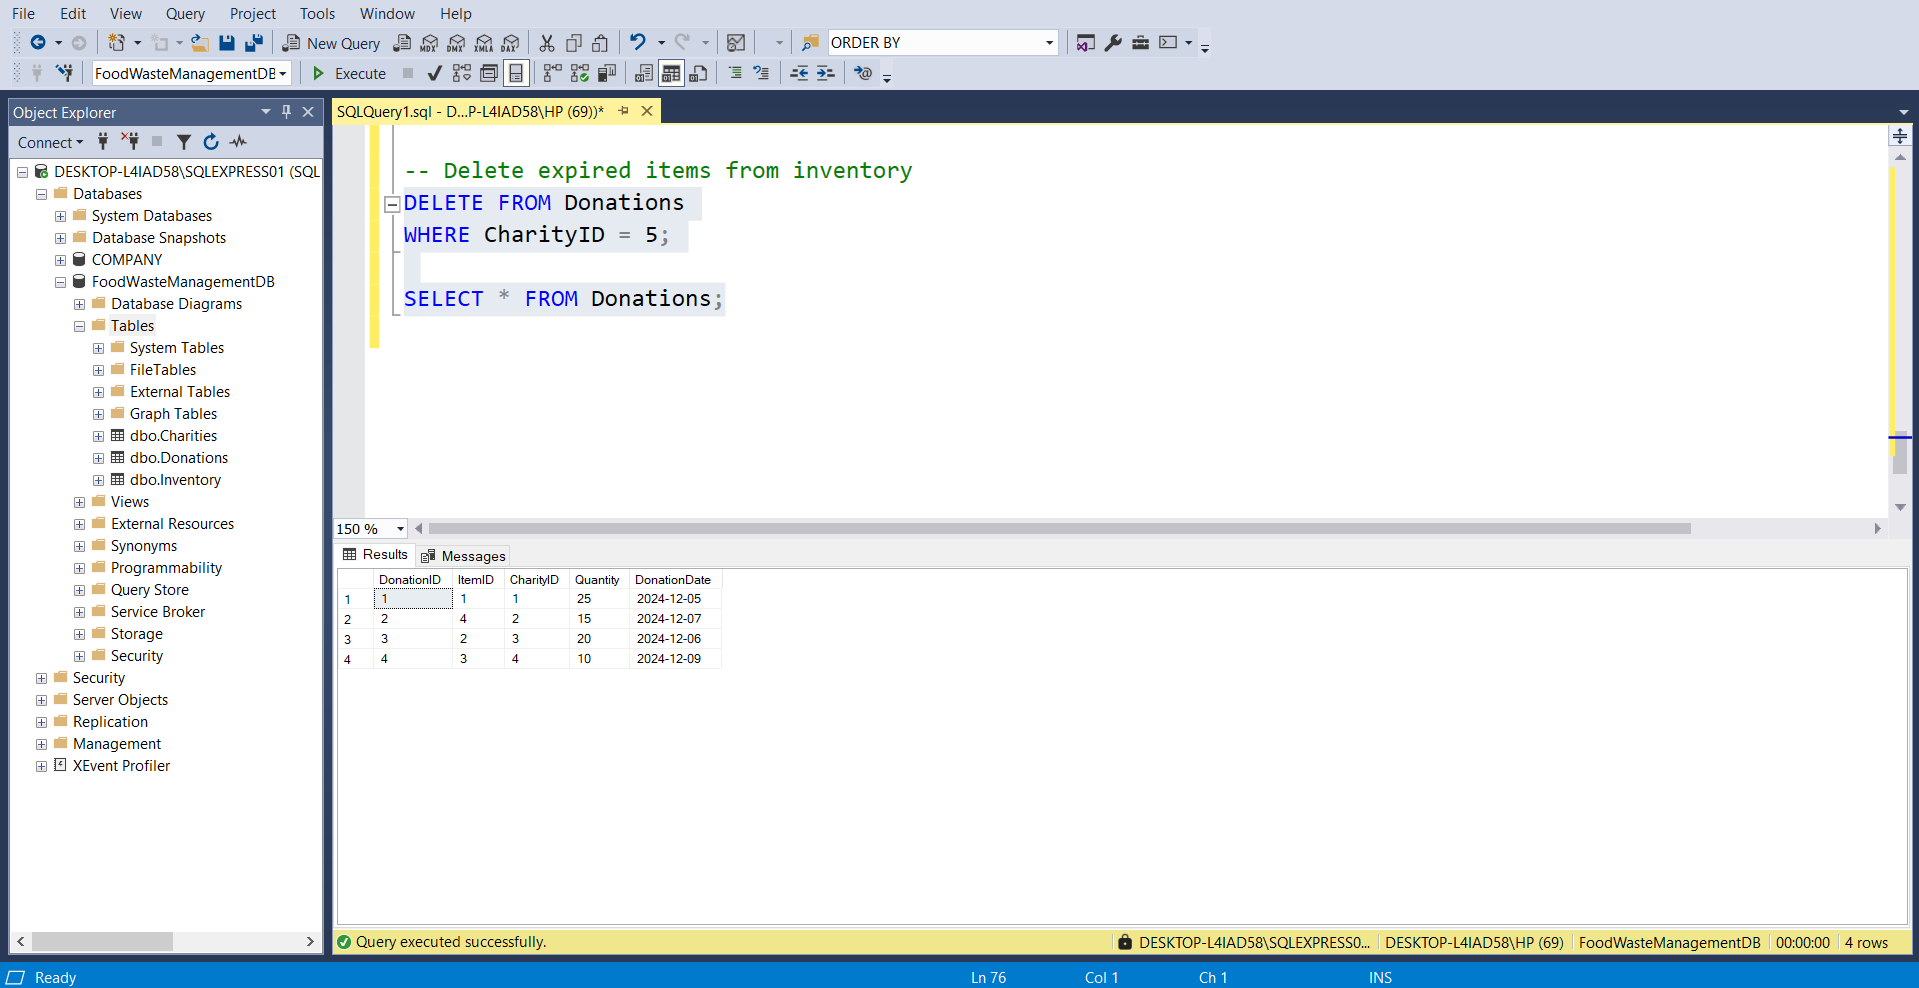 File Edit View Query Project Tools Window Help
New Query MDX DMX XMLA DAX ORDER BY
FoodWasteManagementDB Execute
Object Explorer
Connect
DESKTOP-L4IAD58\SQLEXPRESS01 (SQL
Databases
System Databases
Database Snapshots
COMPANY
FoodWasteManagementDB
Database Diagrams
Tables
System Tables
FileTables
External Tables
Graph Tables
dbo.Charities
dbo.Donations
dbo.Inventory
Views
External Resources
Synonyms
Programmability
Query Store
Service Broker
Storage
Security
Security
Server Objects
Replication
Management
XEvent Profiler
SQLQuery1.sql - D...P-L4IAD58\HP (69))*
-- Delete expired items from inventory
DELETE FROM Donations
WHERE CharityID = 5;
SELECT * FROM Donations;
150 %
Results Messages
DonationID ItemID CharityID Quantity DonationDate
1 1 1 1 25 2024-12-05
2 2 4 2 15 2024-12-07
3 3 2 3 20 2024-12-06
4 4 3 4 10 2024-12-09
Query executed successfully. DESKTOP-L4IAD58\SQLEXPRESS0... DESKTOP-L4IAD58\HP (69) FoodWasteManagementDB 00:00:00 4 rows
Ready Ln 76 Col 1 Ch 1 INS